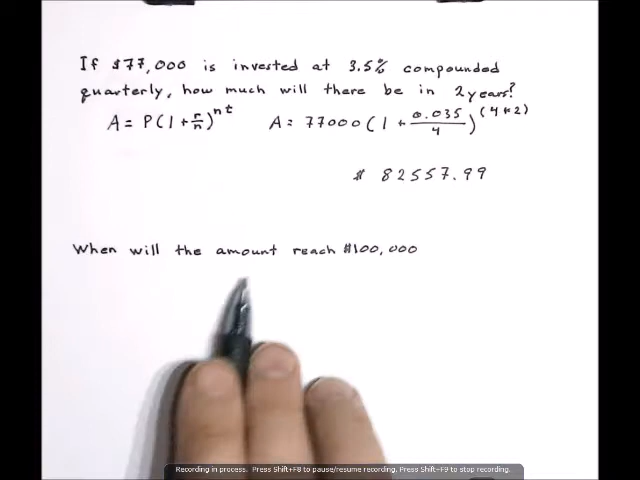 If $77,000 is invested at 3.5% compounded
quarterly, how much will there be in 2 years?
A = P(1 + r/n)^nt A = 77000(1 + 0.035/4)^(4*2)
$ 82557.99
When will the amount reach $100,000
Recording in process. Press Shift+F8 to pause/resume recording, Press Shift+F9 to stop recording.